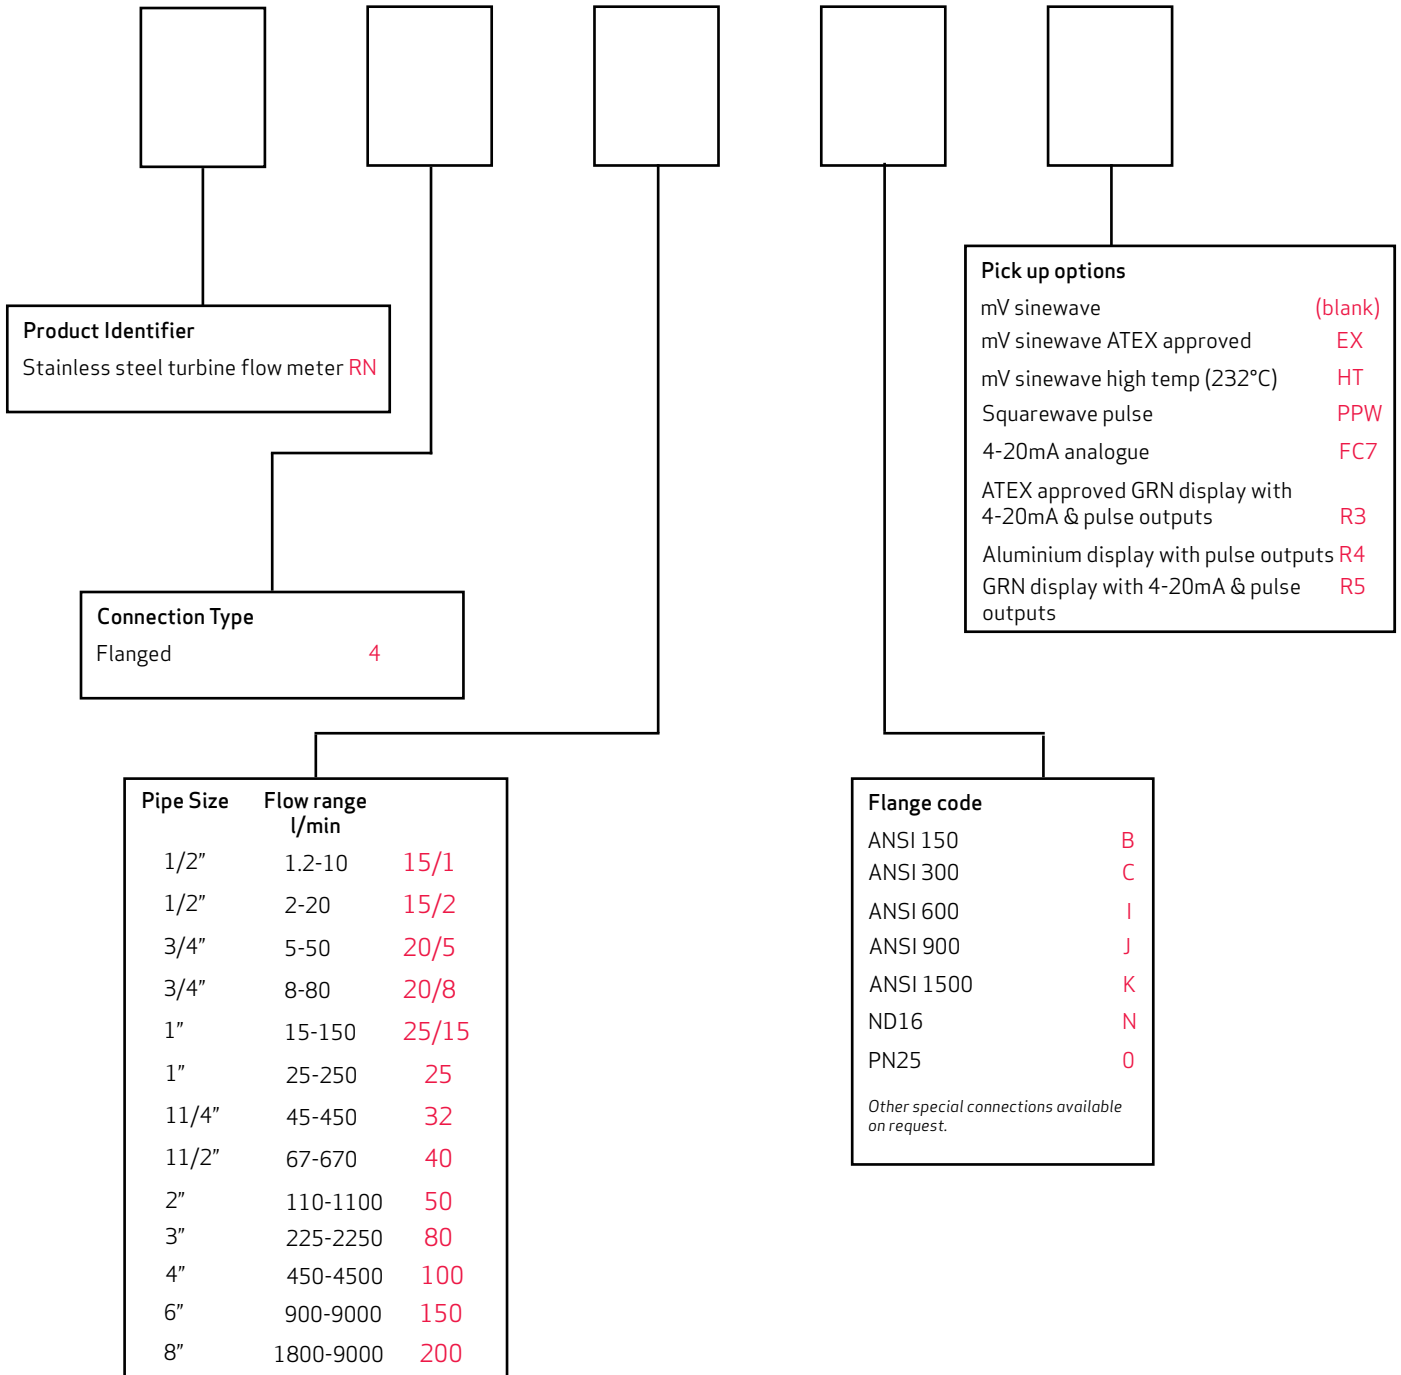 Product Identifier
Stainless steel turbine flow meter RN
Pick up options
mV sinewave (blank)
mV sinewave ATEX approved EX
mV sinewave high temp (232°C) HT
Squarewave pulse PPW
4-20mA analogue FC7
ATEX approved GRN display with
4-20mA & pulse outputs R3
Aluminium display with pulse outputs R4
GRN display with 4-20mA & pulse R5
outputs
Connection Type
Flanged 4
Pipe Size Flow range
l/min
1/2” 1.2-10 15/1
1/2” 2-20 15/2
3/4” 5-50 20/5
3/4” 8-80 20/8
1” 15-150 25/15
1” 25-250 25
11/4” 45-450 32
11/2” 67-670 40
2” 110-1100 50
3” 225-2250 80
4” 450-4500 100
6” 900-9000 150
8” 1800-9000 200
Flange code
ANSI 150 B
ANSI 300 C
ANSI 600 I
ANSI 900 J
ANSI 1500 K
ND16 N
PN25 0
Other special connections available
on request.